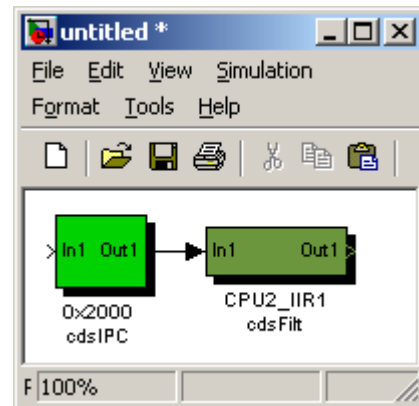 untitled *
File Edit View Simulation
Format Tools Help
In1 Out1
In1 Out1
0x2000
cdsIPC
CPU2_IIR1
cdsFilt
F 100%